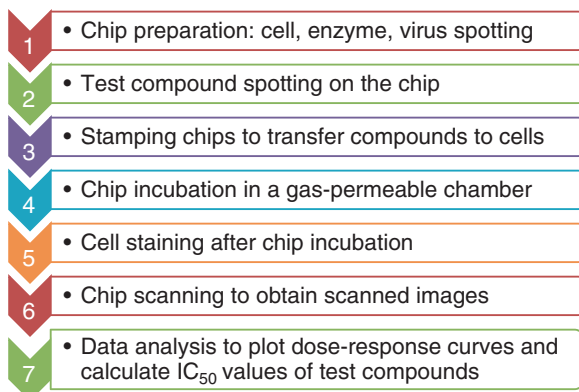 1 • Chip preparation: cell, enzyme, virus spotting
2 • Test compound spotting on the chip
3 • Stamping chips to transfer compounds to cells
4 • Chip incubation in a gas-permeable chamber
5 • Cell staining after chip incubation
6 • Chip scanning to obtain scanned images
7 • Data analysis to plot dose-response curves and
calculate IC50 values of test compounds